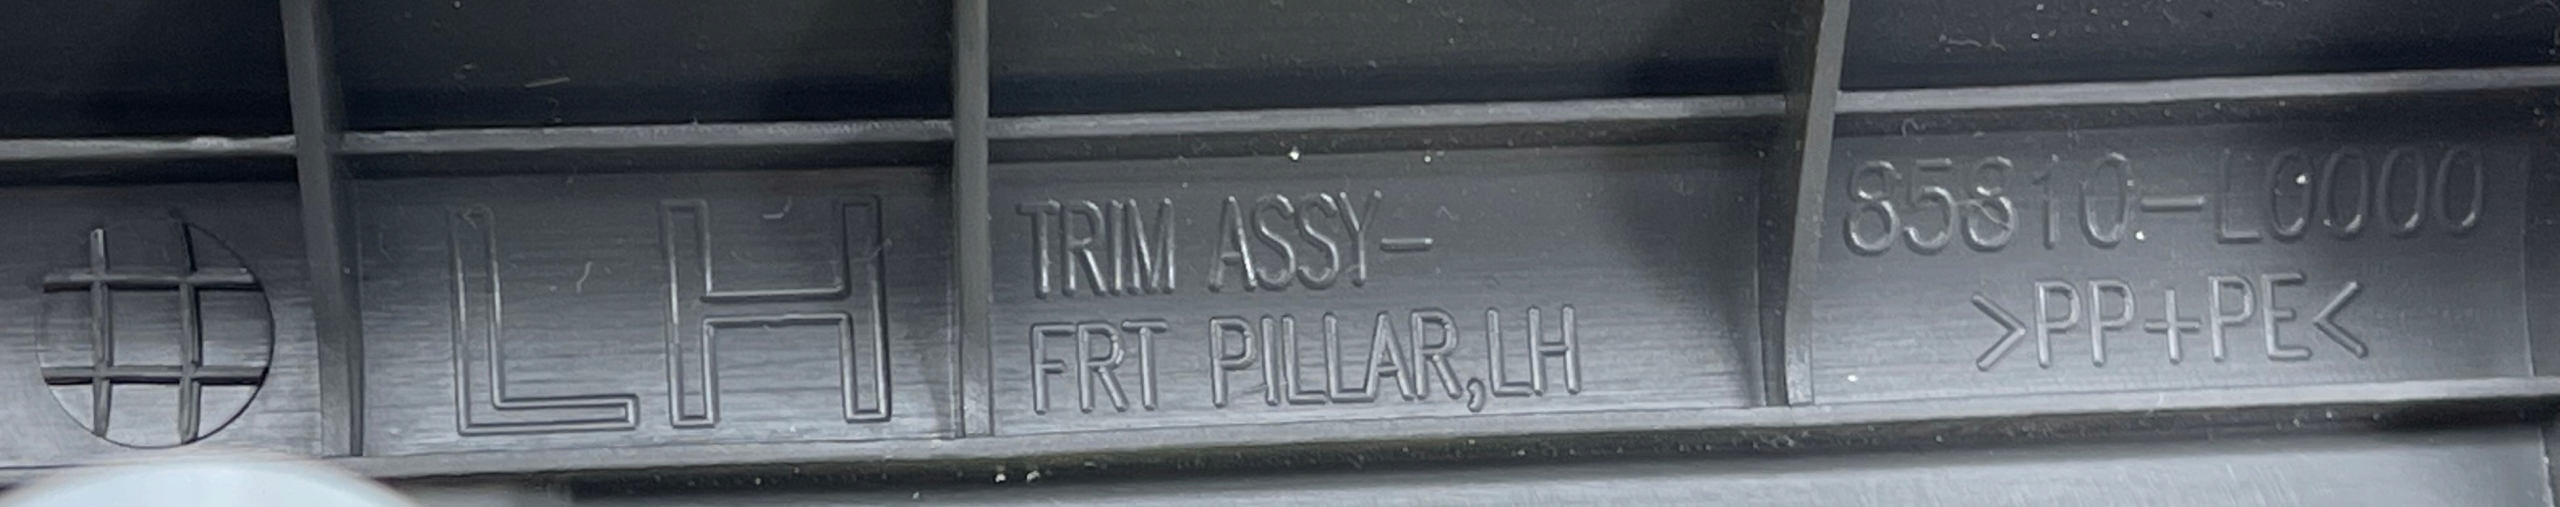 LH
TRIM ASSY-
FRT PILLAR,LH
85810-L0000
>PP+PE<